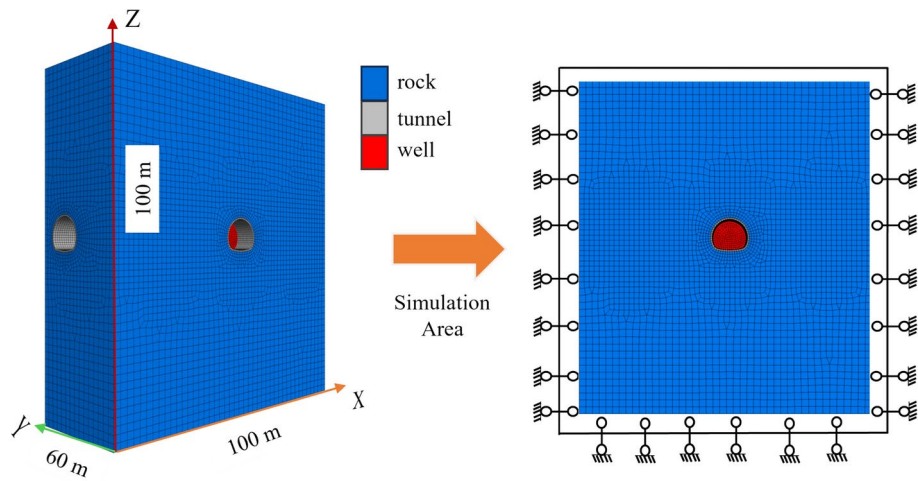 Z
rock
tunnel
well
100 m
Simulation
Area
X
Y
100 m
60 m